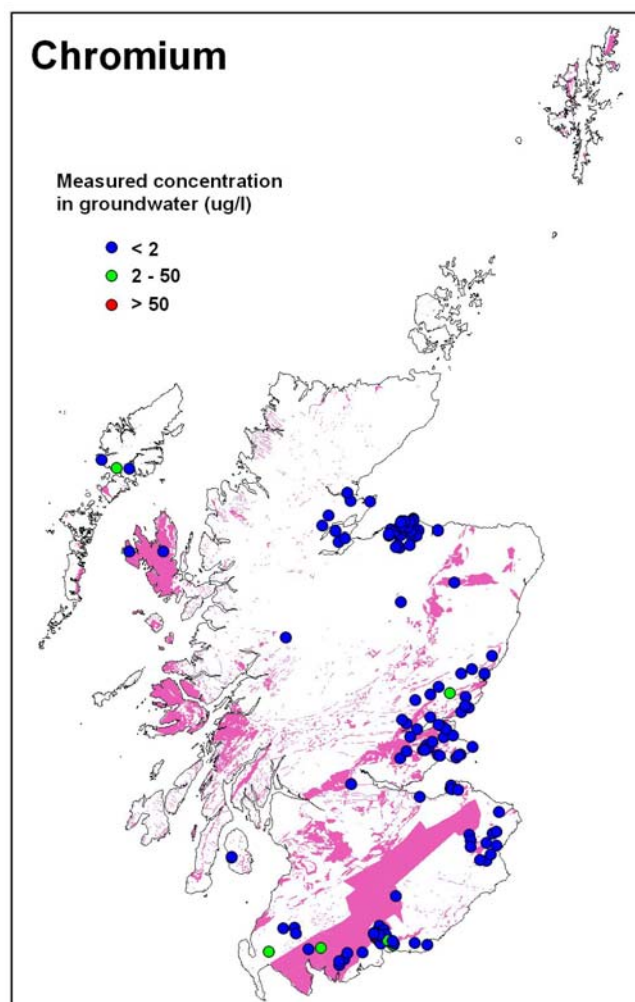 Chromium
Measured concentration
in groundwater (ug/l)
< 2
2 - 50
> 50